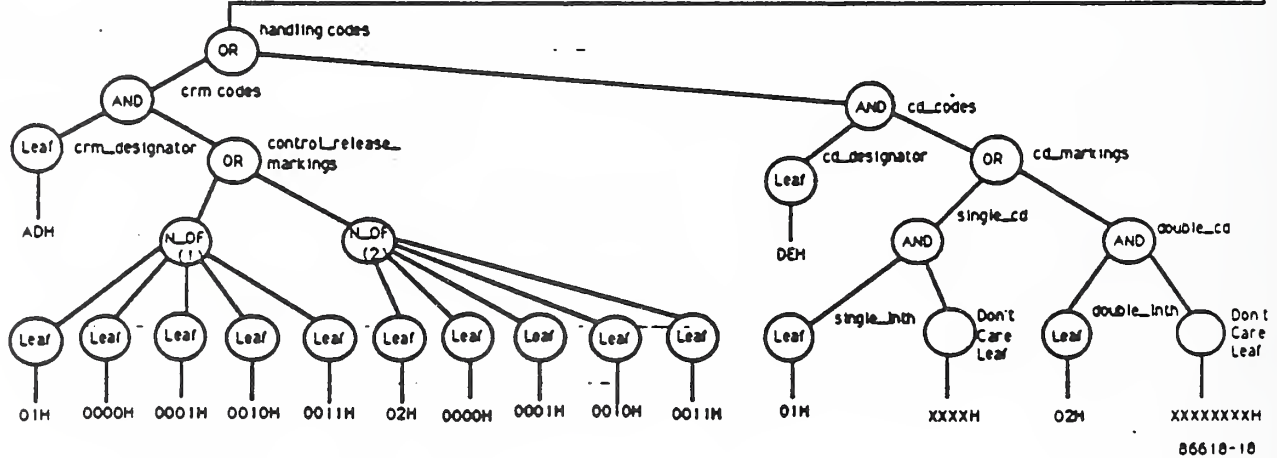 handling codes
OR
AND
crm codes
AND
cd_codes
Leaf
crm_designator
OR
control_release_
markings
Leaf
cd_designator
OR
cd_markings
ADH
N_OF
(1)
N_OF
(2)
DEH
AND
single_cd
AND
double_cd
Leaf
Leaf
Leaf
Leaf
Leaf
Leaf
Leaf
Leaf
Leaf
Leaf
Leaf
single_lnth
Don't
Care
Leaf
Leaf
double_lnth
Don't
Care
Leaf
01H
0000H
0001H
0010H
0011H
02H
0000H
0001H
0010H
0011H
01H
XXXXH
02H
XXXXXXXXH
86618-18